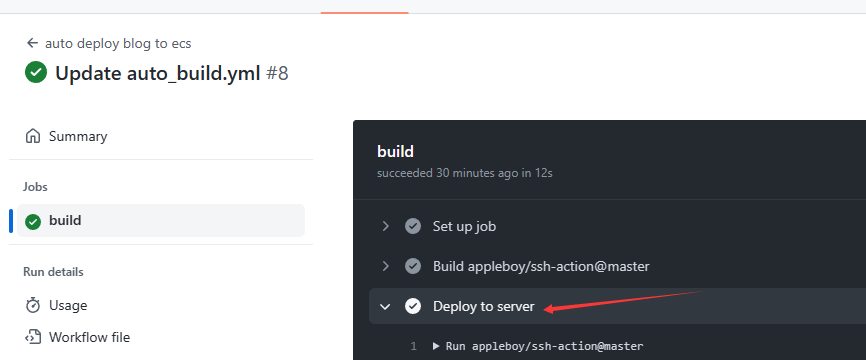 auto deploy blog to ecs
Update auto_build.yml #8
Summary
Jobs
build
Run details
Usage
Workflow file
build
succeeded 30 minutes ago in 12s
Set up job
Build appleboy/ssh-action@master
Deploy to server
1 Run appleboy/ssh-action@master